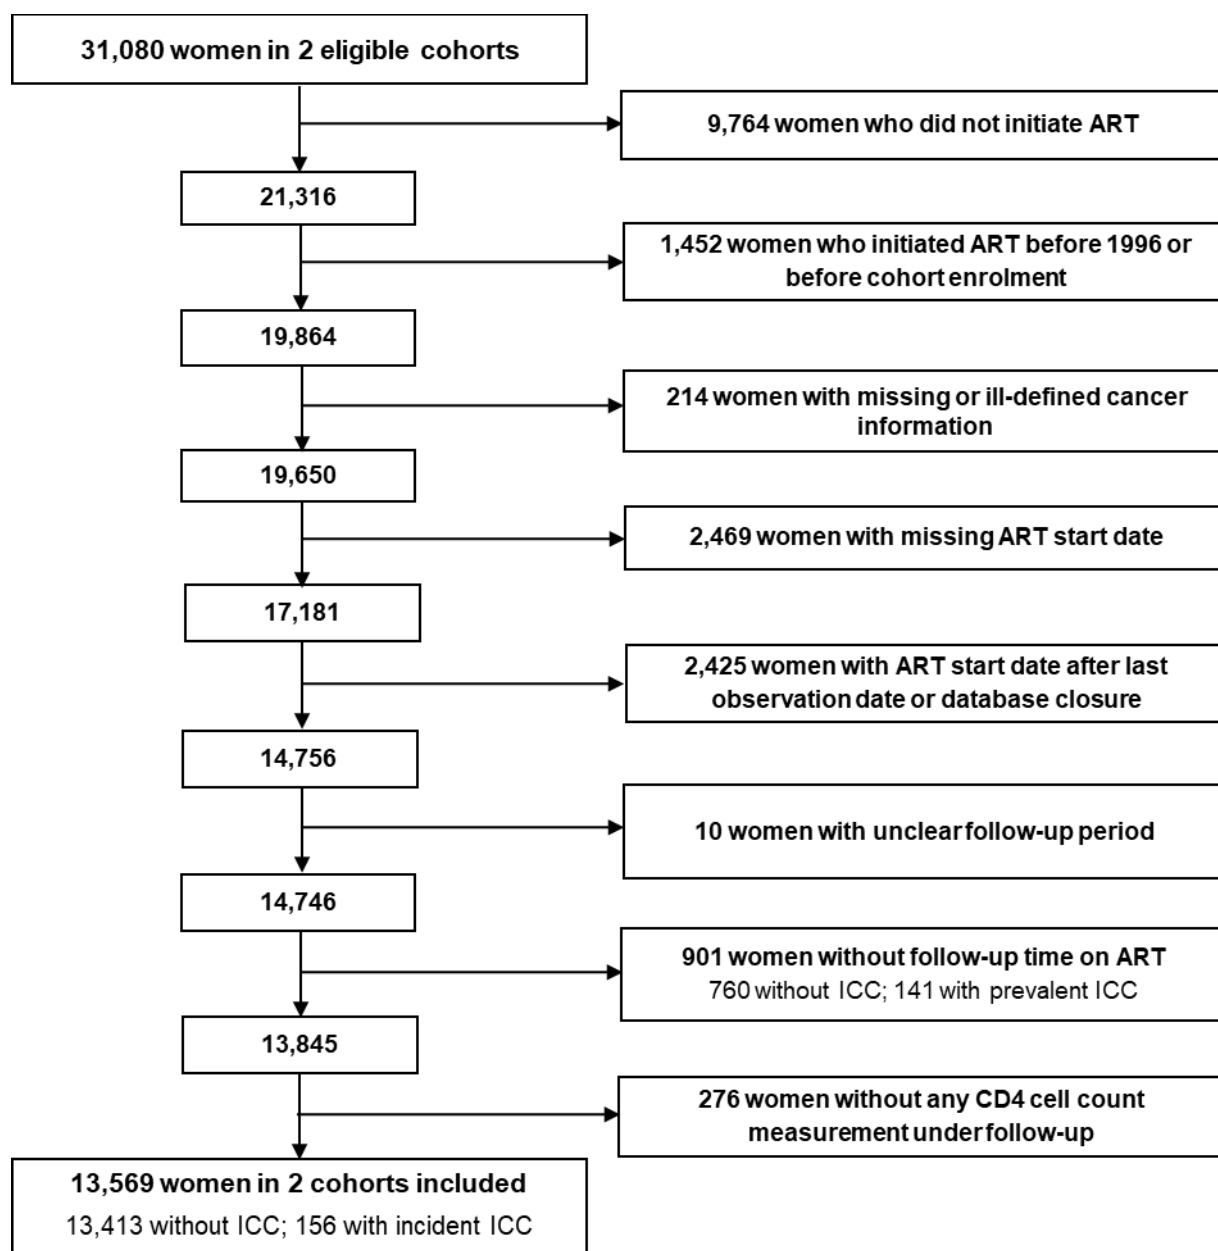 31,080 women in 2 eligible cohorts
9,764 women who did not initiate ART
21,316
1,452 women who initiated ART before 1996 or
before cohort enrolment
19,864
214 women with missing or ill-defined cancer
information
19,650
2,469 women with missing ART start date
17,181
2,425 women with ART start date after last
observation date or database closure
14,756
10 women with unclear follow-up period
14,746
901 women without follow-up time on ART
760 without ICC; 141 with prevalent ICC
13,845
276 women without any CD4 cell count
measurement under follow-up
13,569 women in 2 cohorts included
13,413 without ICC; 156 with incident ICC